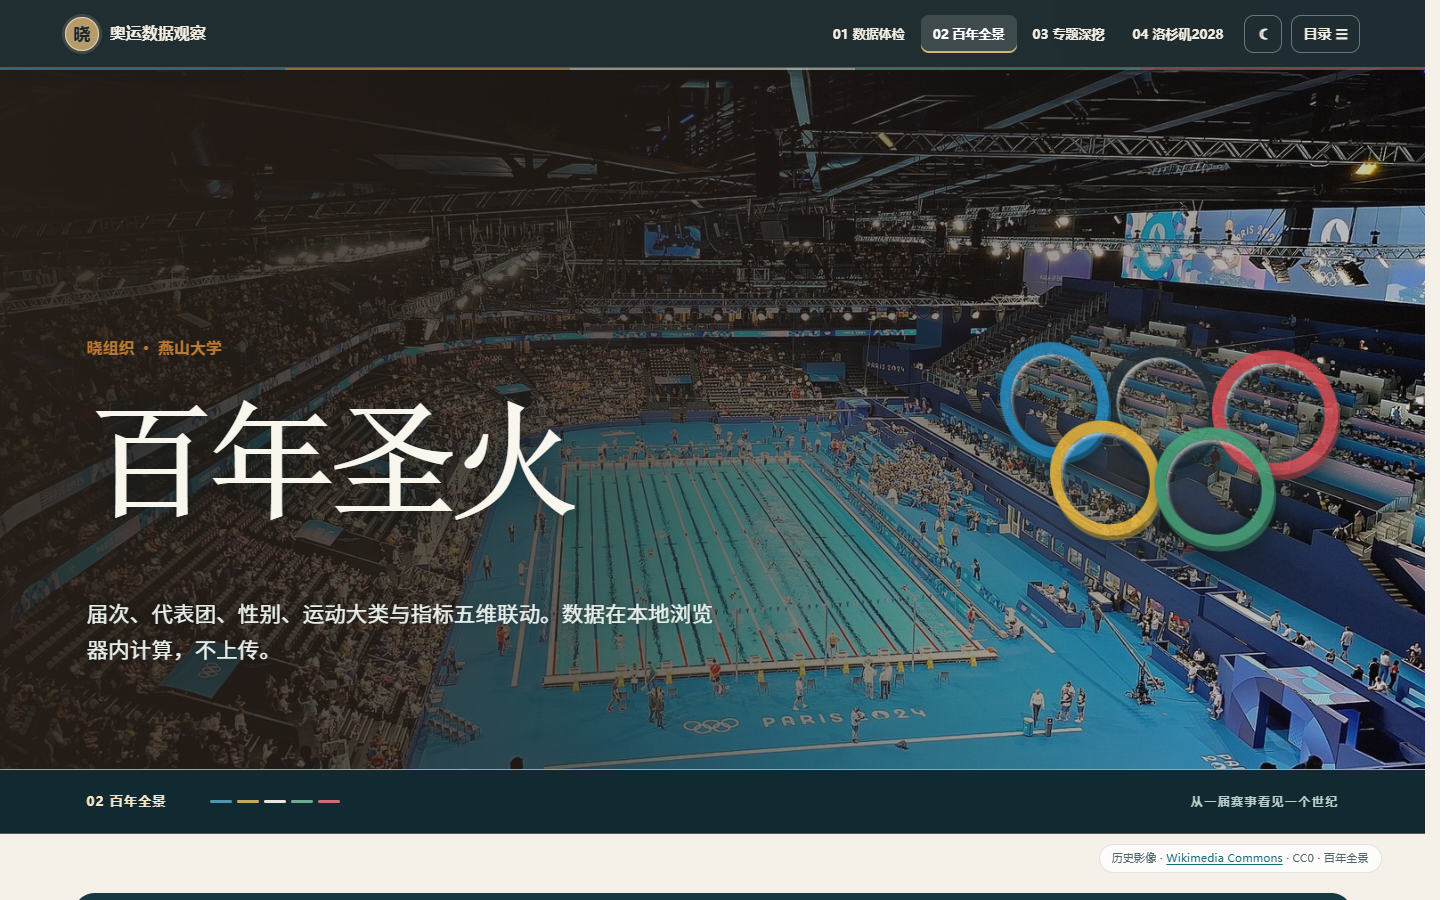 晓 奥运数据观察
01 数据体检
02 百年全景
03 专题深挖
04 洛杉矶2028
目录 ☰
PARIS 2024
晓组织 · 燕山大学
百年圣火
届次、代表团、性别、运动大类与指标五维联动。数据在本地浏览
器内计算，不上传。
PARIS 2024
02 百年全景
从一届赛事看见一个世纪
历史影像 · Wikimedia Commons · CC0 · 百年全景